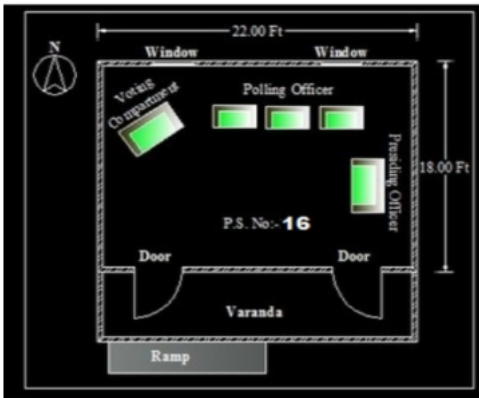 22.00 Ft
N
Window
Window
Voting
Compartment
Polling Officer
Presiding Officer
18.00 Ft
P.S. No:- 16
Door
Door
Varanda
Ramp